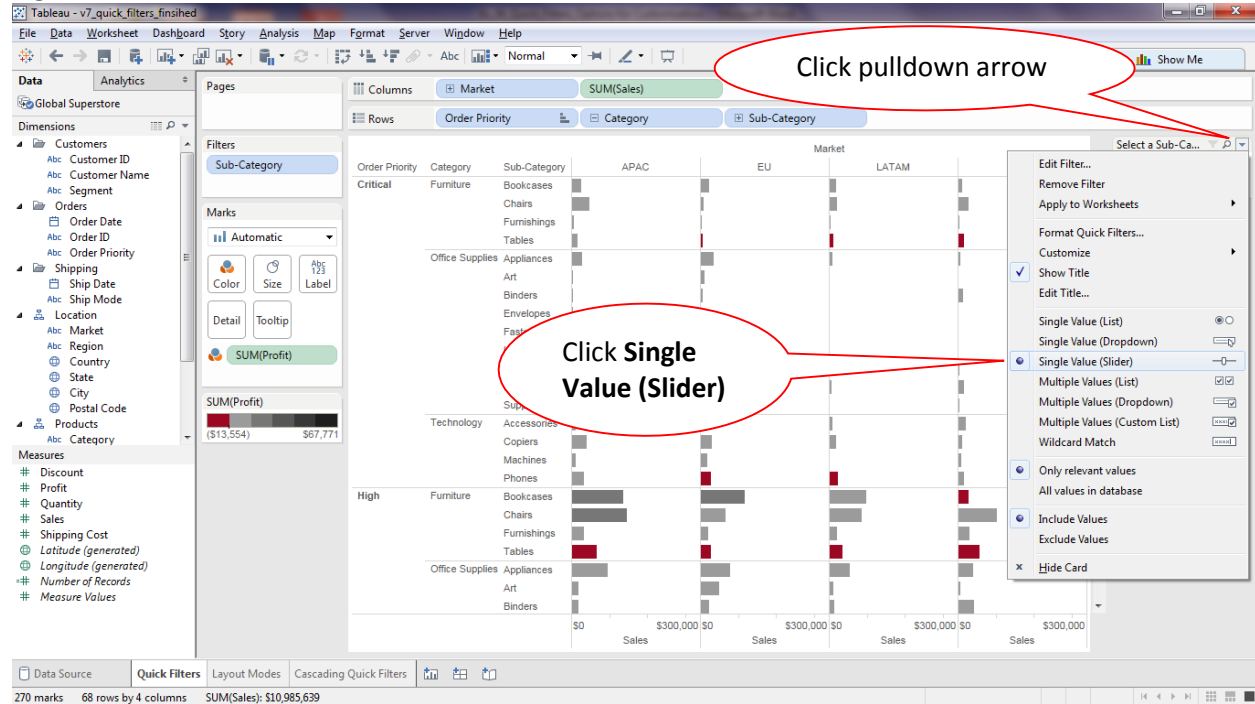 Tableau - v7_quick_filters_finsihed
File Data Worksheet Dashboard Story Analysis Map Format Server Window Help
Abc Normal Show Me
Click pulldown arrow
Data Analytics
Global Superstore
Dimensions
Customers
Abc Customer ID
Abc Customer Name
Abc Segment
Orders
Order Date
Abc Order ID
Abc Order Priority
Shipping
Ship Date
Abc Ship Mode
Location
Abc Market
Abc Region
Country
State
City
Postal Code
Products
Abc Category
Measures
# Discount
# Profit
# Quantity
# Sales
# Shipping Cost
Latitude (generated)
Longitude (generated)
=# Number of Records
# Measure Values
Pages
Filters
Sub-Category
Marks
Automatic
Color Size Abc 123 Label
Detail Tooltip
SUM(Profit)
SUM(Profit)
($13,554) $67,771
Columns Market SUM(Sales)
Rows Order Priority Category Sub-Category
Market
Order Priority Category Sub-Category APAC EU LATAM
Critical Furniture Bookcases
Chairs
Furnishings
Tables
Office Supplies Appliances
Art
Binders
Envelopes
Technology Accessories
Copiers
Machines
Phones
High Furniture Bookcases
Chairs
Furnishings
Tables
Office Supplies Appliances
Art
Binders
$0 $300,000 $0 $300,000 $0 $300,000 $0 $300,000
Sales Sales Sales Sales
Click Single
Value (Slider)
Select a Sub-Ca...
Edit Filter...
Remove Filter
Apply to Worksheets
Format Quick Filters...
Customize
Show Title
Edit Title...
Single Value (List)
Single Value (Dropdown)
Single Value (Slider)
Multiple Values (List)
Multiple Values (Dropdown)
Multiple Values (Custom List)
Wildcard Match
Only relevant values
All values in database
Include Values
Exclude Values
Hide Card
Data Source Quick Filters Layout Modes Cascading Quick Filters
270 marks 68 rows by 4 columns SUM(Sales): $10,985,639